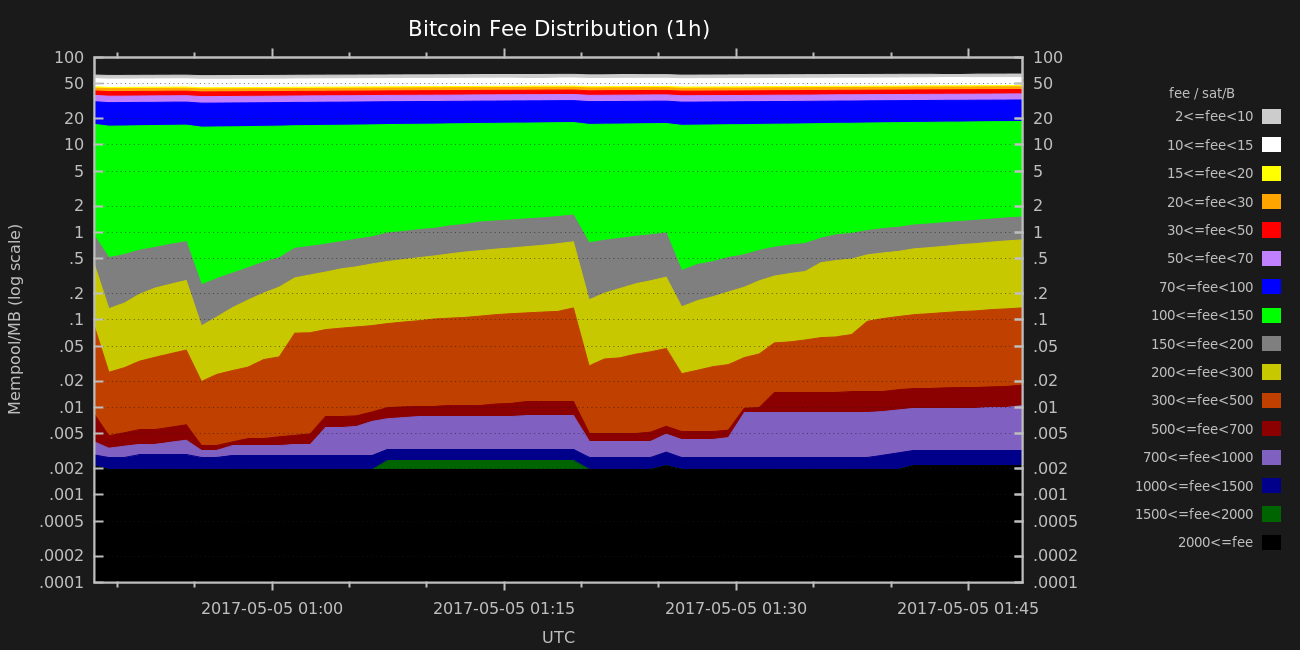 Bitcoin Fee Distribution (1h)
100 100
50 50
20 20
10 10
5 5
2 2
1 1
.5 .5
.2 .2
.1 .1
.05 .05
.02 .02
.01 .01
.005 .005
.002 .002
.001 .001
.0005 .0005
.0002 .0002
.0001 .0001
Mempool/MB (log scale)
2017-05-05 01:00 2017-05-05 01:15 2017-05-05 01:30 2017-05-05 01:45
UTC
fee / sat/B
2<=fee<10
10<=fee<15
15<=fee<20
20<=fee<30
30<=fee<50
50<=fee<70
70<=fee<100
100<=fee<150
150<=fee<200
200<=fee<300
300<=fee<500
500<=fee<700
700<=fee<1000
1000<=fee<1500
1500<=fee<2000
2000<=fee